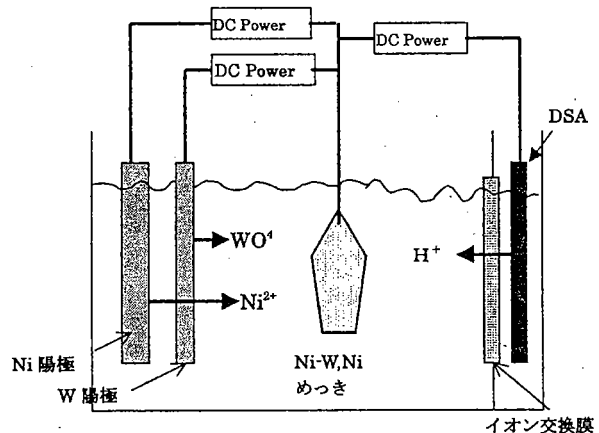 DC Power
DC Power
DC Power
DSA
WO⁴
H⁺
Ni²⁺
Ni 陽極
W 陽極
Ni-W,Ni
めっき
イオン交換膜